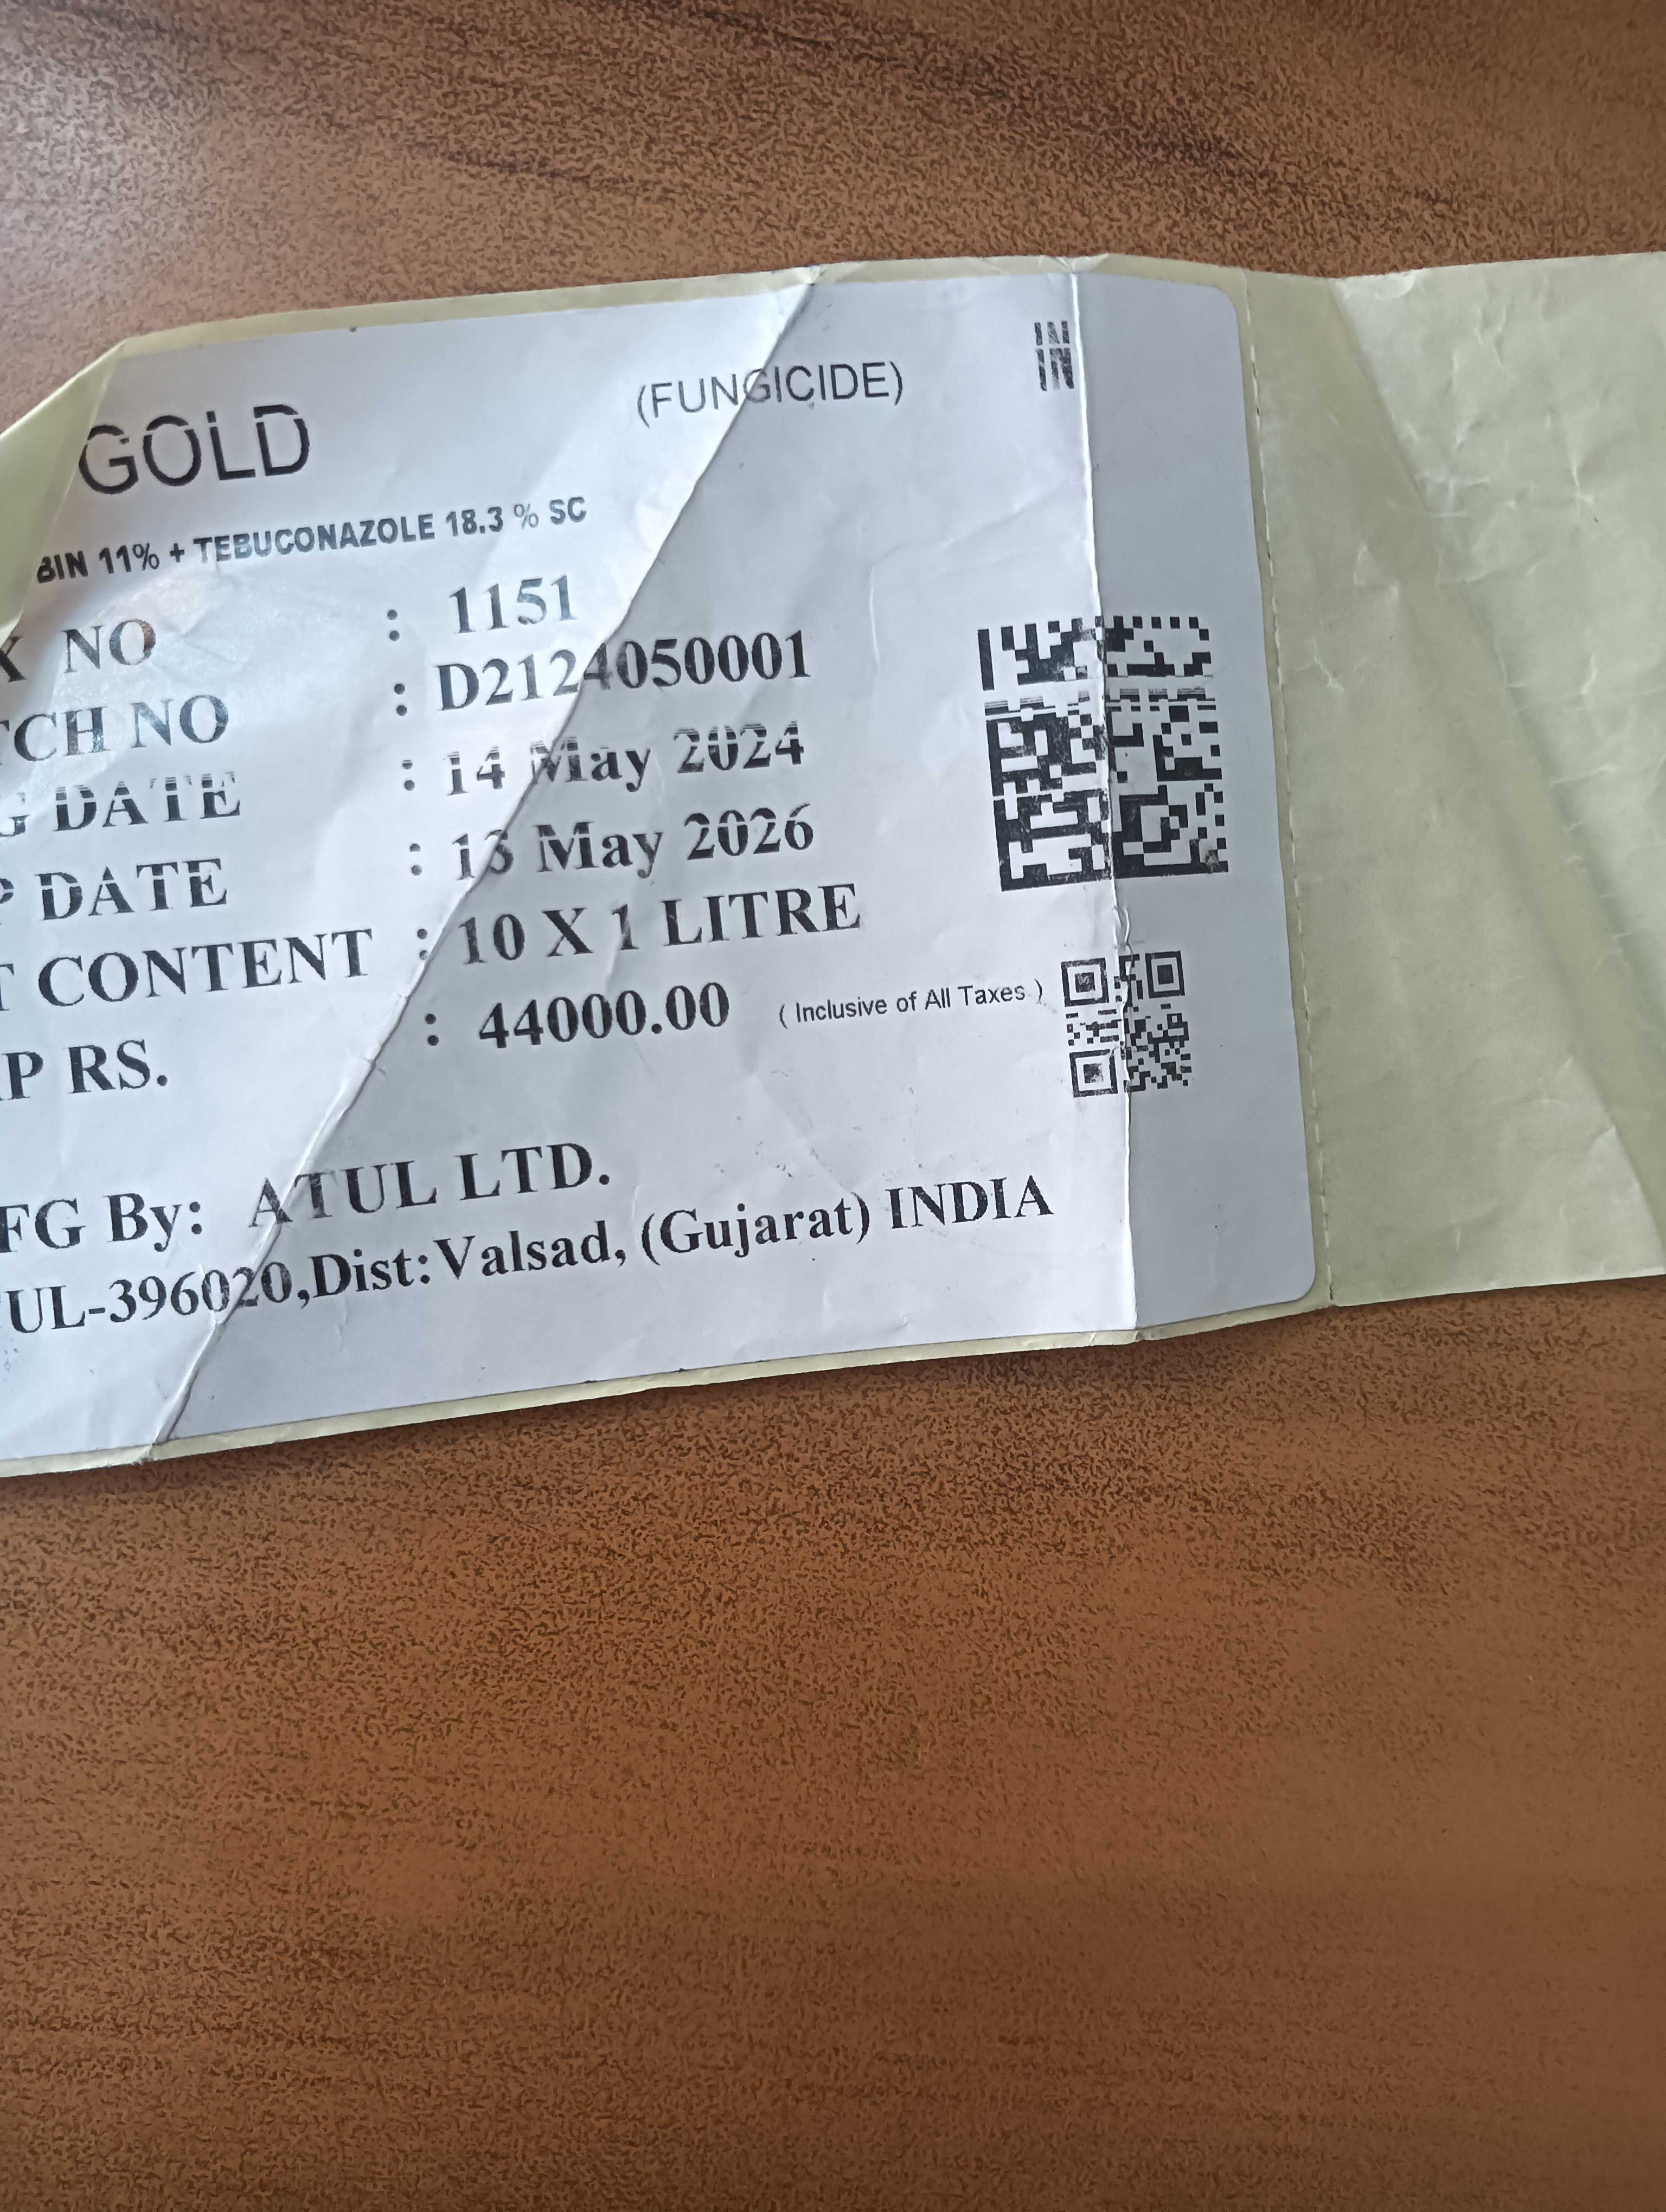 GOLD (FUNGICIDE)
BIN 11% + TEBUCONAZOLE 18.3 % SC
X NO : 1151
TCH NO : D2124050001
G DATE : 14 May 2024
P DATE : 13 May 2026
T CONTENT : 10 X 1 LITRE
RP RS. : 44000.00 ( Inclusive of All Taxes )
FG By: ATUL LTD.
TUL-396020,Dist:Valsad, (Gujarat) INDIA